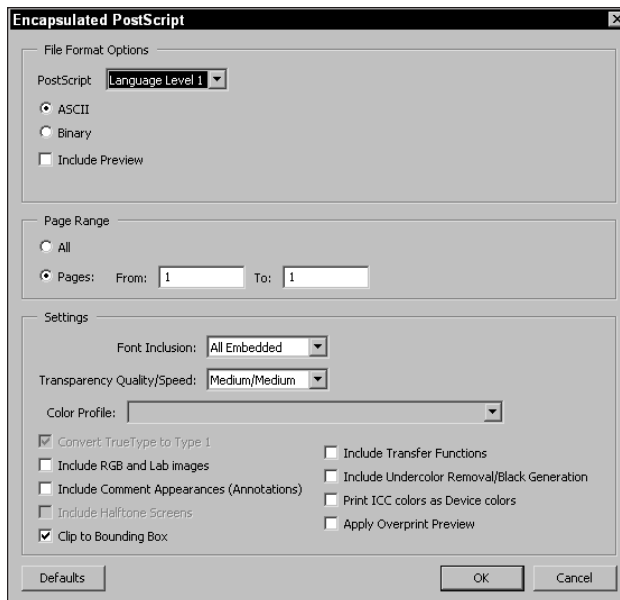 Encapsulated PostScript
File Format Options
PostScript Language Level 1
ASCII
Binary
Include Preview
Page Range
All
Pages: From: 1 To: 1
Settings
Font Inclusion: All Embedded
Transparency Quality/Speed: Medium/Medium
Color Profile:
Convert TrueType to Type 1
Include RGB and Lab images
Include Comment Appearances (Annotations)
Include Halftone Screens
Clip to Bounding Box
Include Transfer Functions
Include Undercolor Removal/Black Generation
Print ICC colors as Device colors
Apply Overprint Preview
Defaults OK Cancel